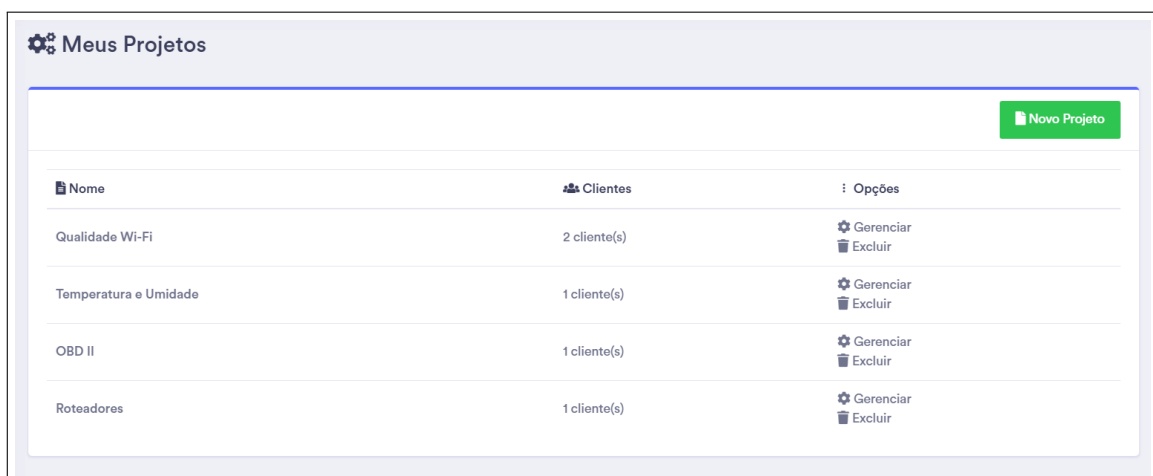 Meus Projetos
Novo Projeto
Nome Clientes Opções
Qualidade Wi-Fi 2 cliente(s) Gerenciar
Excluir
Temperatura e Umidade 1 cliente(s) Gerenciar
Excluir
OBD II 1 cliente(s) Gerenciar
Excluir
Roteadores 1 cliente(s) Gerenciar
Excluir